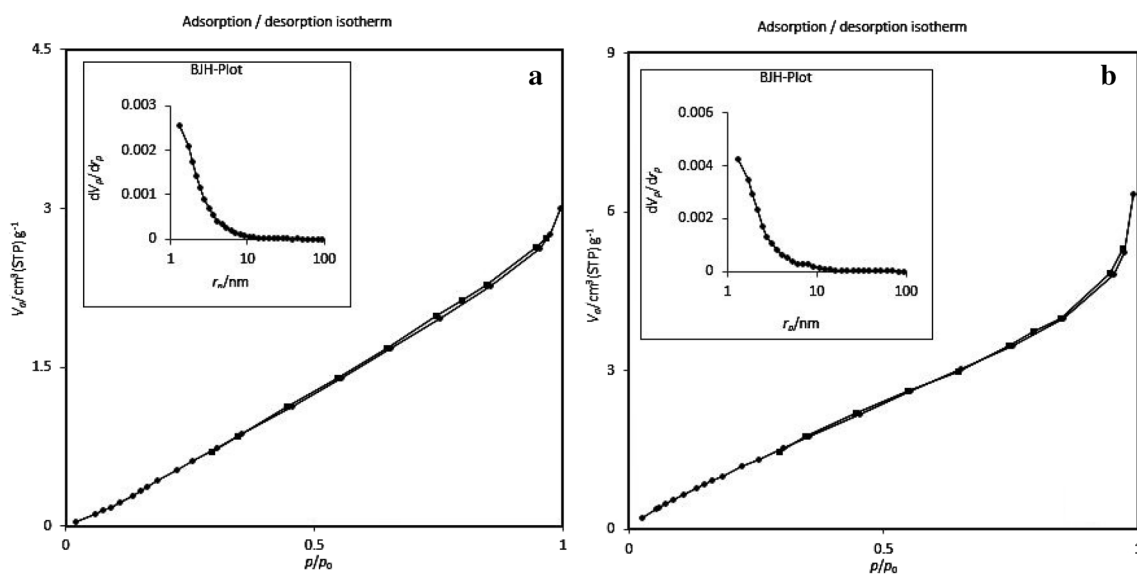 Adsorption / desorption isotherm
a
4.5
3
1.5
0
Vₐ/cm³(STP) g⁻¹
0
0.5
1
p/p₀
BJH-Plot
0.003
0.002
0.001
0
dVₚ/drₚ
1
10
100
rₚ/nm
Adsorption / desorption isotherm
b
9
6
3
0
Vₐ/cm³(STP) g⁻¹
0
0.5
1
p/p₀
BJH-Plot
0.006
0.004
0.002
0
dVₚ/drₚ
1
10
100
rₚ/nm